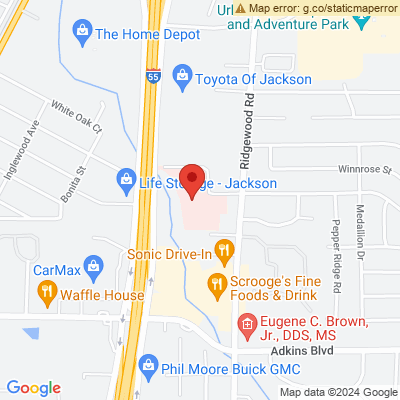 Urb
and Adventure Park
Map error: g.co/staticmaperror
The Home Depot
55
Toyota Of Jackson
Ridgewood Rd
White Oak Ct
Inglewood Ave
Bonita St
Winnrose St
Life Storage - Jackson
Medallion Dr
Pepper Ridge Rd
Sonic Drive-In
CarMax
Waffle House
Scrooge's Fine
Foods & Drink
Eugene C. Brown,
Jr., DDS, MS
Adkins Blvd
Phil Moore Buick GMC
Google
Map data ©2024 Google